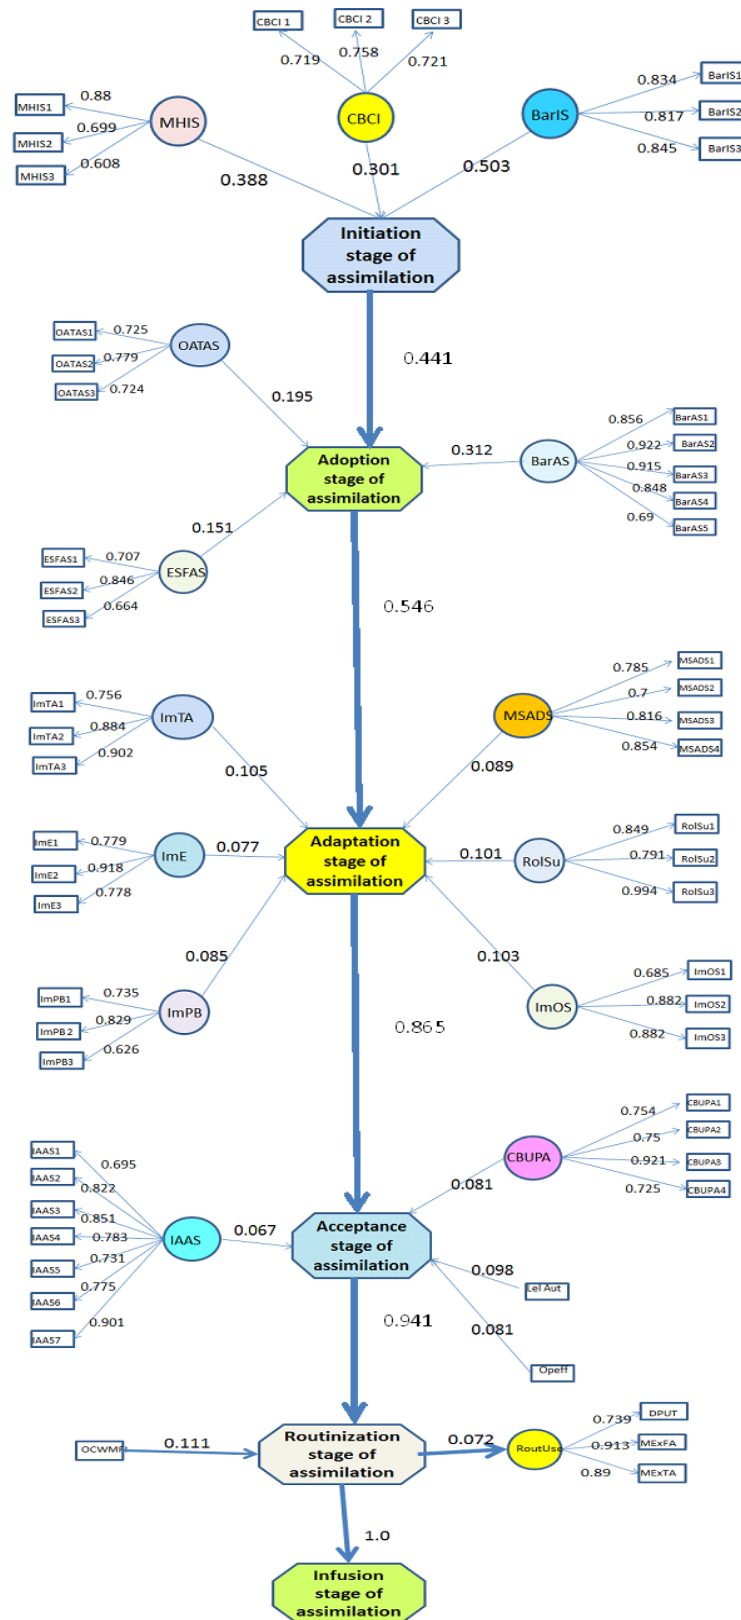 CBCI 1
CBCI 2
CBCI 3
0.719
0.758
0.721
MHIS1
MHIS2
MHIS3
0.88
0.699
0.608
MHIS
CBCI
BarIS
0.834
0.817
0.845
BarIS1
BarIS2
BarIS3
0.388
0.301
0.503
Initiation
stage of
assimilation
0.441
OATAS1
OATAS2
OATAS3
0.725
0.779
0.724
OATAS
0.195
Adoption
stage of
assimilation
0.312
BarAS
0.856
0.922
0.915
0.848
0.69
BarAS1
BarAS2
BarAS3
BarAS4
BarAS5
0.151
ESFAS1
ESFAS2
ESFAS3
0.707
0.846
0.664
ESFAS
0.546
ImTA1
ImTA2
ImTA3
0.756
0.884
0.902
ImTA
0.105
MSADS
0.785
0.7
0.816
0.854
MSADS1
MSADS2
MSADS3
MSADS4
0.089
ImE1
ImE2
ImE3
0.779
0.918
0.778
ImE
0.077
Adaptation
stage of
assimilation
0.101
RolSu
0.849
0.791
0.994
RolSu1
RolSu2
RolSu3
0.085
0.103
ImPB1
ImPB 2
ImPB3
0.735
0.829
0.626
ImPB
0.865
ImOS
0.685
0.882
0.882
ImOS1
ImOS2
ImOS3
CBUPA
0.754
0.75
0.921
0.725
CBUPA1
CBUPA2
CBUPA3
CBUPA4
0.081
IAAS1
IAAS2
IAAS3
IAAS4
IAAS5
IAAS6
IAAS7
0.695
0.822
0.851
0.783
0.731
0.775
0.901
IAAS
0.067
Acceptance
stage of
assimilation
0.098
Lel Aut
0.081
Opeff
0.941
0.111
Routinization
stage of
assimilation
0.072
RoutUse
0.739
0.913
0.89
DPUT
MExFA
MExTA
1.0
Infusion
stage of
assimilation